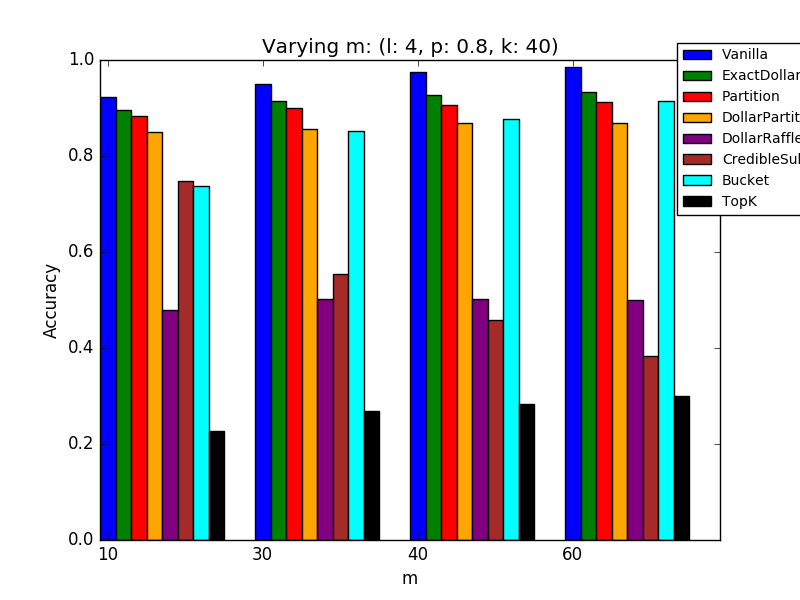 Varying m: (l: 4, p: 0.8, k: 40)
Vanilla
ExactDollar
Partition
DollarPartit
DollarRaffle
CredibleSu
Bucket
TopK
1.0
0.8
0.6
0.4
0.2
0.0
Accuracy
10 30 40 60
m